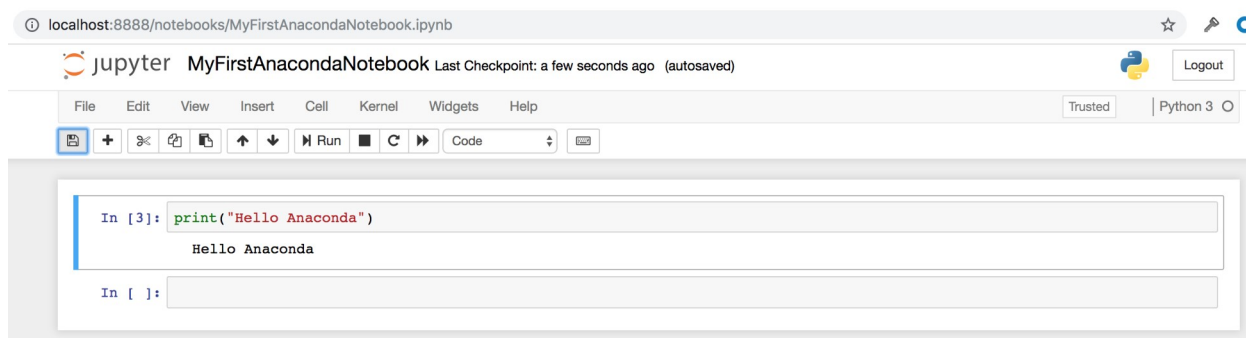 localhost:8888/notebooks/MyFirstAnacondaNotebook.ipynb
jupyter MyFirstAnacondaNotebook Last Checkpoint: a few seconds ago (autosaved) Logout
File Edit View Insert Cell Kernel Widgets Help Trusted Python 3
Run Code
In [3]: print("Hello Anaconda")
Hello Anaconda
In [ ]: